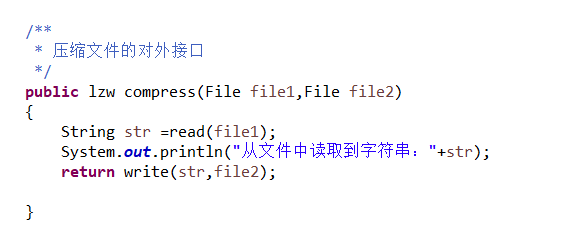 /**
 * 压缩文件的对外接口
 */
public lzw compress(File file1,File file2)
{
    String str =read(file1);
    System.out.println("从文件中读取到字符串："+str);
    return write(str,file2);
}